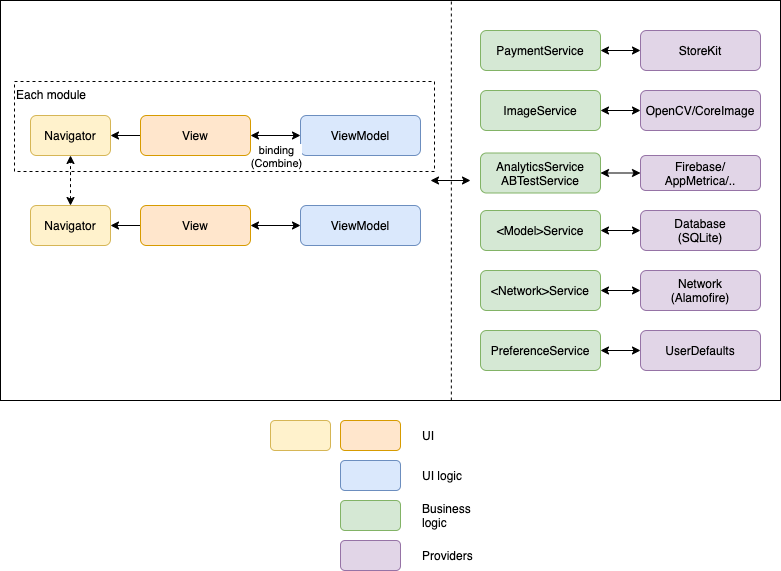 Each module
Navigator
View
binding
(Combine)
ViewModel
Navigator
View
ViewModel
PaymentService
StoreKit
ImageService
OpenCV/CoreImage
AnalyticsService
ABTestService
Firebase/
AppMetrica/..
<Model>Service
Database
(SQLite)
<Network>Service
Network
(Alamofire)
PreferenceService
UserDefaults
UI
UI logic
Business
logic
Providers